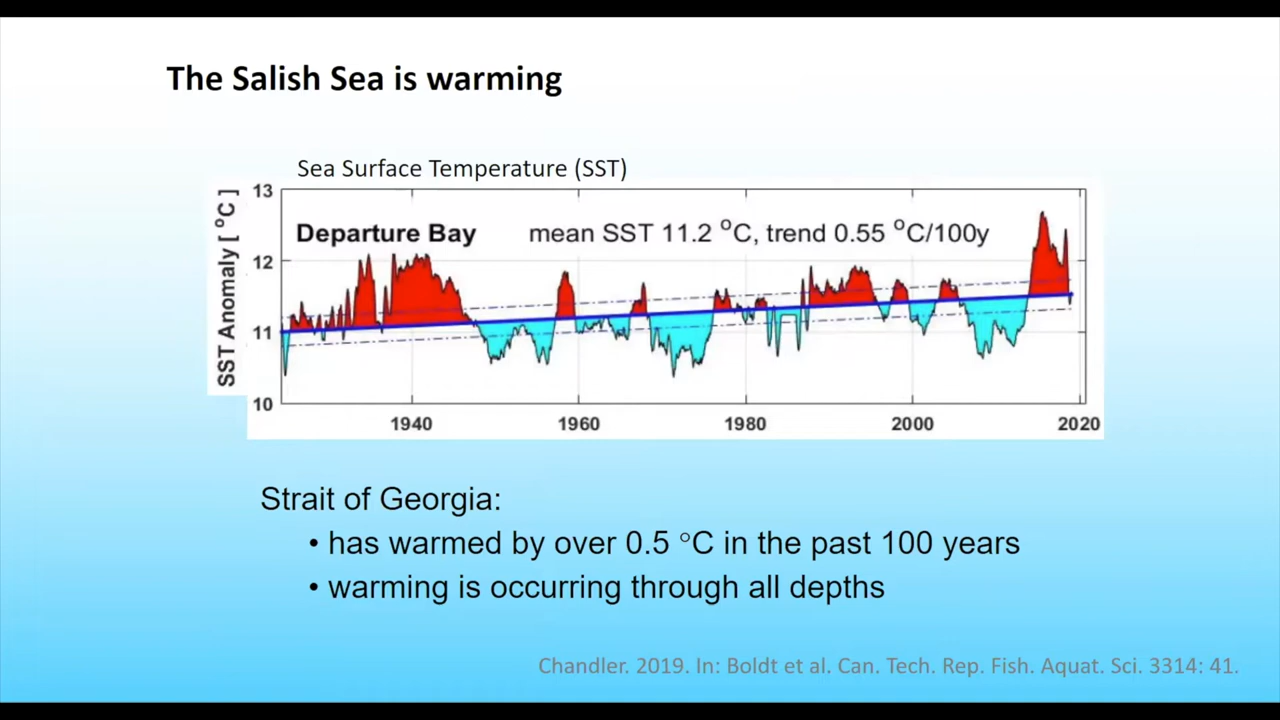 The Salish Sea is warming
Sea Surface Temperature (SST)
SST Anomaly [ °C ]
13
Departure Bay mean SST 11.2 °C, trend 0.55 °C/100y
12
11
10
1940 1960 1980 2000 2020
Strait of Georgia:
• has warmed by over 0.5 °C in the past 100 years
• warming is occurring through all depths
Chandler. 2019. In: Boldt et al. Can. Tech. Rep. Fish. Aquat. Sci. 3314: 41.